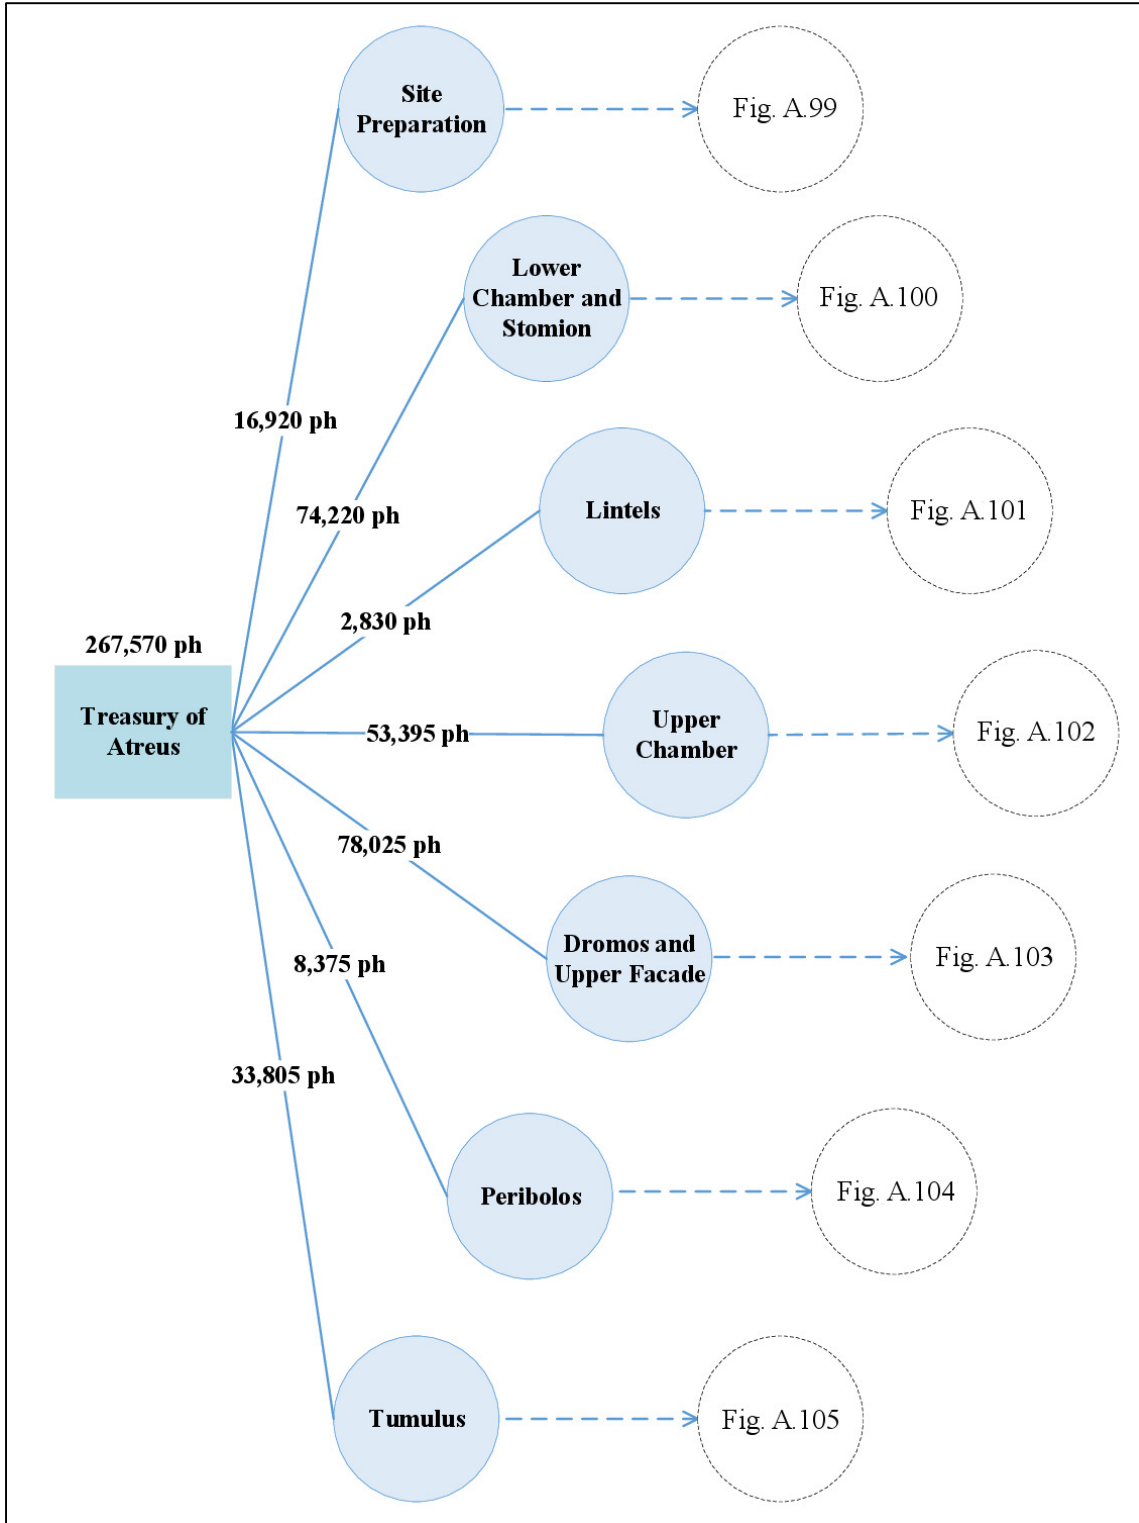 Site
Preparation
Fig. A.99
Lower
Chamber and
Stomion
Fig. A.100
16,920 ph
74,220 ph
Lintels
Fig. A.101
2,830 ph
267,570 ph
Treasury of
Atreus
53,395 ph
Upper
Chamber
Fig. A.102
78,025 ph
Dromos and
Upper Facade
Fig. A.103
8,375 ph
33,805 ph
Peribolos
Fig. A.104
Tumulus
Fig. A.105